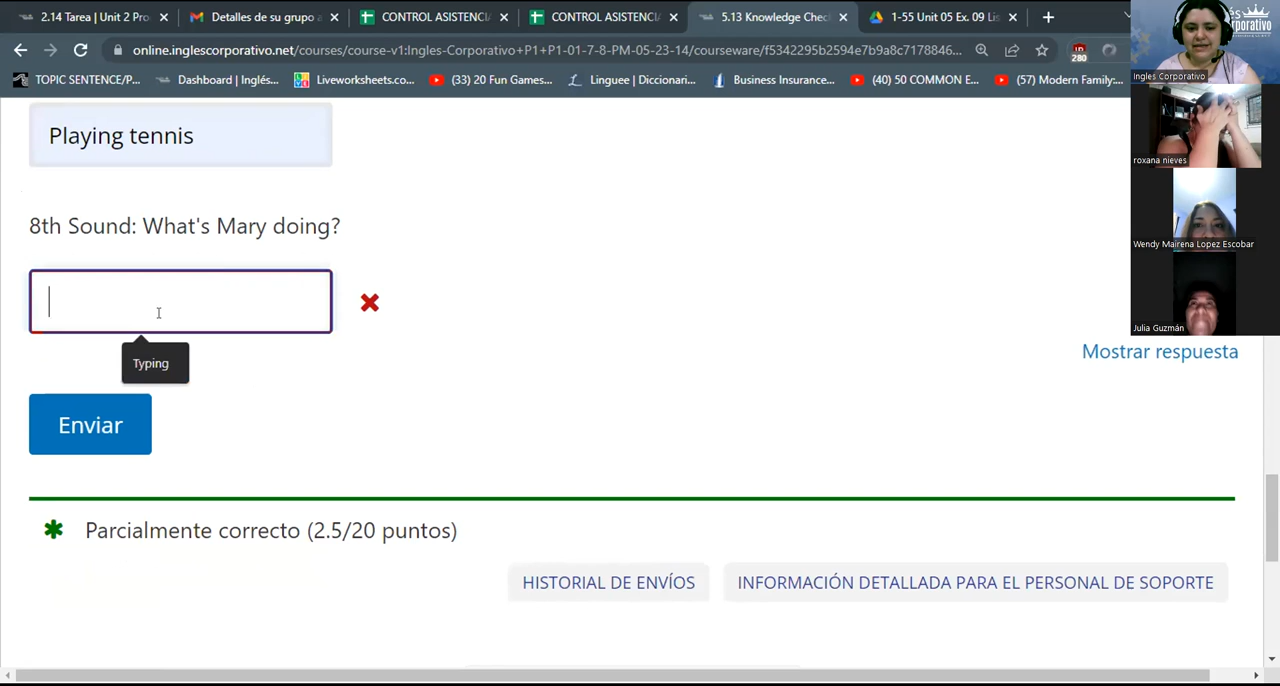 2.14 Tarea | Unit 2 Pro
Detalles de su grupo a
CONTROL ASISTENCI
CONTROL ASISTENCI
5.13 Knowledge Chec
1-55 Unit 05 Ex. 09 Lis
online.inglescorporativo.net/courses/course-v1:Ingles-Corporativo+P1+P1-01-7-8-PM-05-23-14/courseware/f5342295b2594e7b9a8c7178846...
280
TOPIC SENTENCE/P...
Dashboard | Inglés...
Liveworksheets.co...
(33) 20 Fun Games...
Linguee | Diccionari...
Business Insurance...
(40) 50 COMMON E...
(57) Modern Family:...
Ingles Corporativo
roxana nieves
Wendy Mairena Lopez Escobar
Julia Guzmán
Playing tennis
8th Sound: What's Mary doing?
Typing
Mostrar respuesta
Enviar
Parcialmente correcto (2.5/20 puntos)
HISTORIAL DE ENVÍOS
INFORMACIÓN DETALLADA PARA EL PERSONAL DE SOPORTE